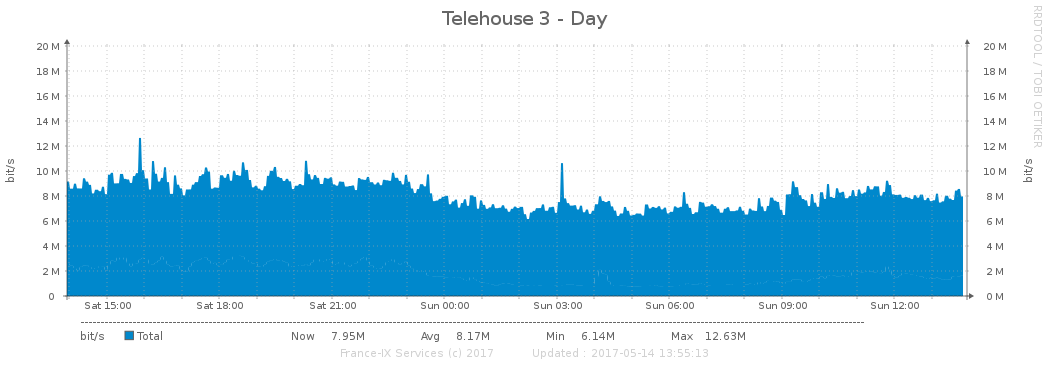 Telehouse 3 - Day
RRDTOOL / TOBI OETIKER
bit/s
20 M 20 M
18 M 18 M
16 M 16 M
14 M 14 M
12 M 12 M
10 M 10 M
8 M 8 M
6 M 6 M
4 M 4 M
2 M 2 M
0 0 M
bit/s
Sat 15:00 Sat 18:00 Sat 21:00 Sun 00:00 Sun 03:00 Sun 06:00 Sun 09:00 Sun 12:00
bit/s Total Now 7.95M Avg 8.17M Min 6.14M Max 12.63M
France-IX Services (c) 2017 Updated : 2017-05-14 13:55:13